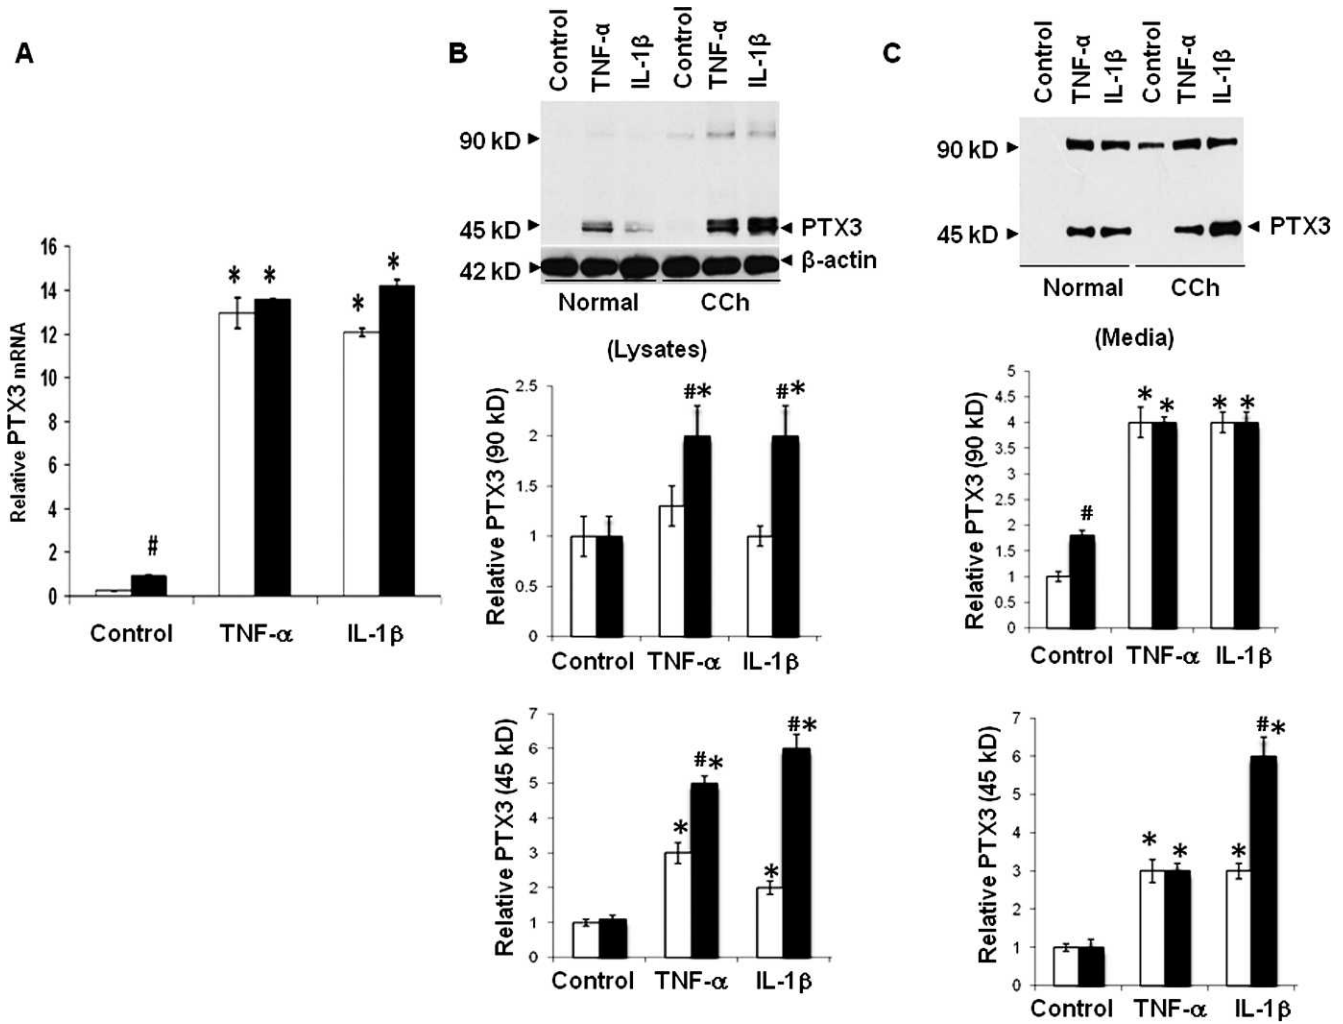 A
Relative PTX3 mRNA
16
14
12
10
8
6
4
2
0
* * * *
#
Control TNF-α IL-1β
B
Control TNF-α IL-1β Control TNF-α IL-1β
90 kD
45 kD
PTX3
42 kD
β-actin
Normal CCh
(Lysates)
Relative PTX3 (90 kD)
2.5
2
1.5
1
0.5
0
#* #*
Control TNF-α IL-1β
Relative PTX3 (45 kD)
7
6
5
4
3
2
1
0
* #* * #*
Control TNF-α IL-1β
C
Control TNF-α IL-1β Control TNF-α IL-1β
90 kD
45 kD
PTX3
Normal CCh
(Media)
Relative PTX3 (90 kD)
5
4.5
4
3.5
3
2.5
2
1.5
1
0.5
0
# * * * *
Control TNF-α IL-1β
Relative PTX3 (45 kD)
7
6
5
4
3
2
1
0
* * * #*
Control TNF-α IL-1β